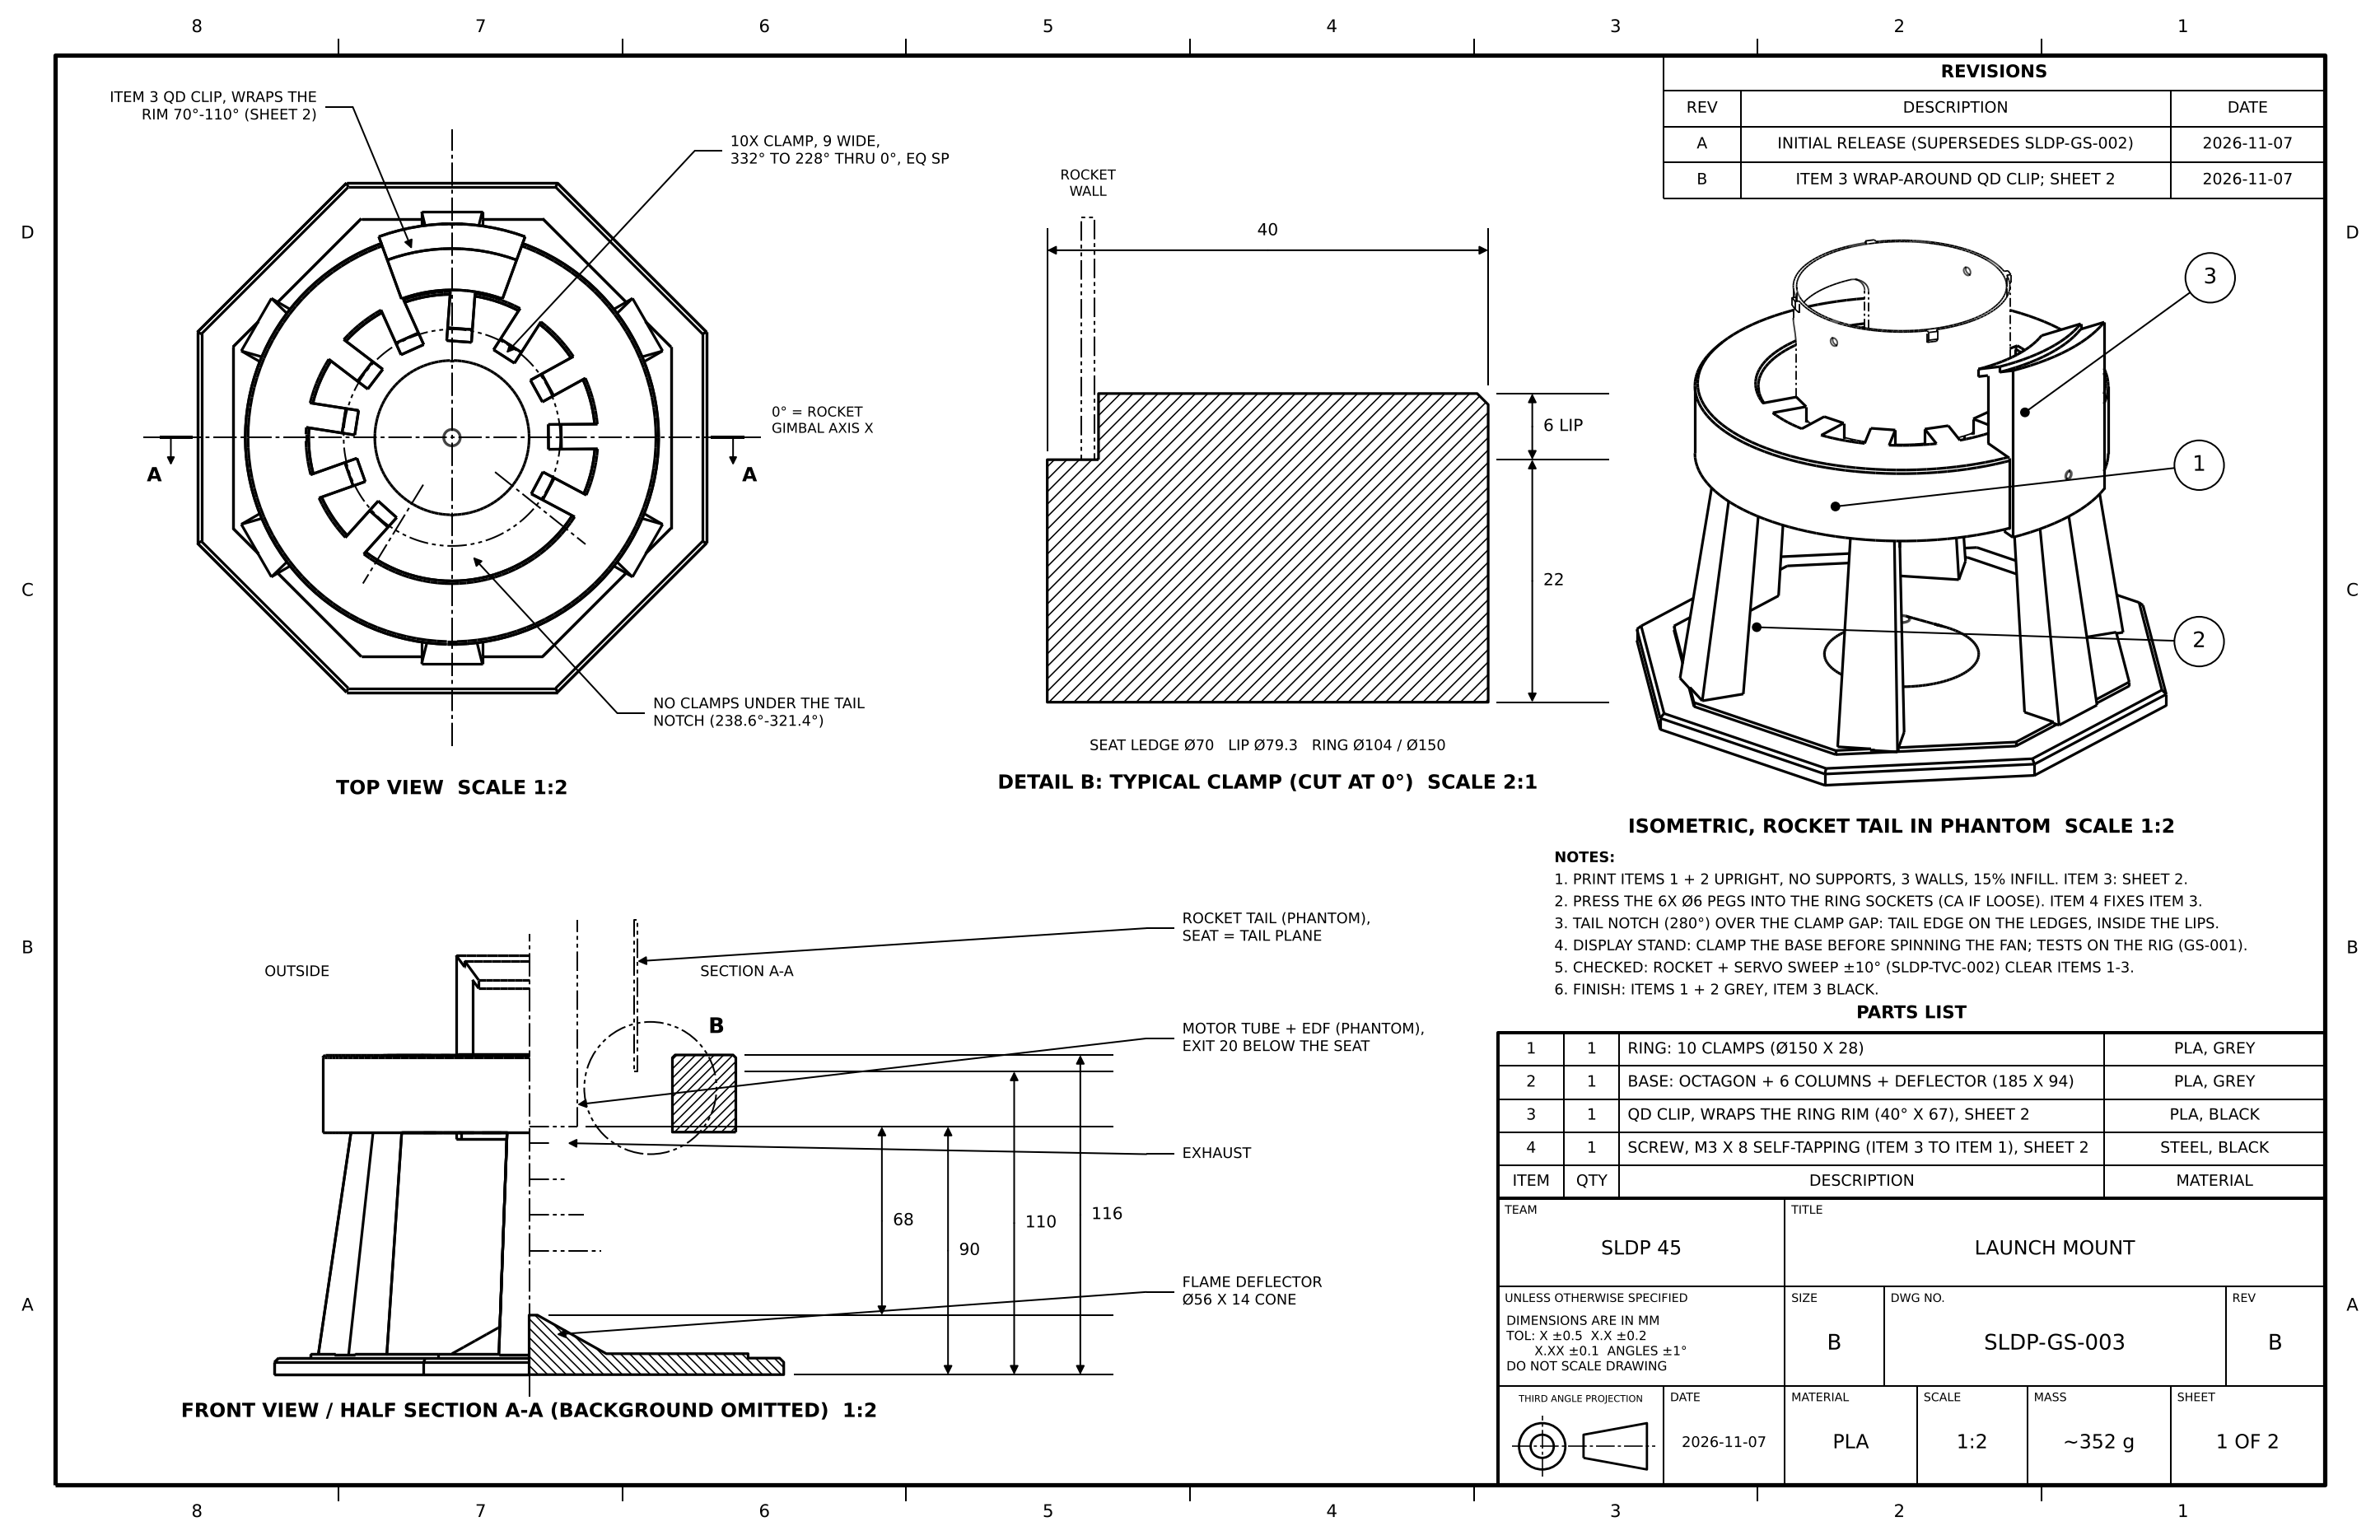 8 7 6 5 4 3 2 1
REVISIONS
REV DESCRIPTION DATE
A INITIAL RELEASE (SUPERSEDES SLDP-GS-002) 2026-11-07
B ITEM 3 WRAP-AROUND QD CLIP; SHEET 2 2026-11-07
D
D
ITEM 3 QD CLIP, WRAPS THE
RIM 70°-110° (SHEET 2)
10X CLAMP, 9 WIDE,
332° TO 228° THRU 0°, EQ SP
0° = ROCKET
GIMBAL AXIS X
A
A
NO CLAMPS UNDER THE TAIL
NOTCH (238.6°-321.4°)
TOP VIEW  SCALE 1:2
ROCKET
WALL
40
6 LIP
22
SEAT LEDGE Ø70   LIP Ø79.3   RING Ø104 / Ø150
DETAIL B: TYPICAL CLAMP (CUT AT 0°)  SCALE 2:1
3
1
2
ISOMETRIC, ROCKET TAIL IN PHANTOM  SCALE 1:2
C
C
NOTES:
1. PRINT ITEMS 1 + 2 UPRIGHT, NO SUPPORTS, 3 WALLS, 15% INFILL. ITEM 3: SHEET 2.
2. PRESS THE 6X Ø6 PEGS INTO THE RING SOCKETS (CA IF LOOSE). ITEM 4 FIXES ITEM 3.
3. TAIL NOTCH (280°) OVER THE CLAMP GAP: TAIL EDGE ON THE LEDGES, INSIDE THE LIPS.
4. DISPLAY STAND: CLAMP THE BASE BEFORE SPINNING THE FAN; TESTS ON THE RIG (GS-001).
5. CHECKED: ROCKET + SERVO SWEEP ±10° (SLDP-TVC-002) CLEAR ITEMS 1-3.
6. FINISH: ITEMS 1 + 2 GREY, ITEM 3 BLACK.
B
B
OUTSIDE
SECTION A-A
B
ROCKET TAIL (PHANTOM),
SEAT = TAIL PLANE
MOTOR TUBE + EDF (PHANTOM),
EXIT 20 BELOW THE SEAT
EXHAUST
68
90
110
116
FLAME DEFLECTOR
Ø56 X 14 CONE
FRONT VIEW / HALF SECTION A-A (BACKGROUND OMITTED)  1:2
PARTS LIST
1 1 RING: 10 CLAMPS (Ø150 X 28) PLA, GREY
2 1 BASE: OCTAGON + 6 COLUMNS + DEFLECTOR (185 X 94) PLA, GREY
3 1 QD CLIP, WRAPS THE RING RIM (40° X 67), SHEET 2 PLA, BLACK
4 1 SCREW, M3 X 8 SELF-TAPPING (ITEM 3 TO ITEM 1), SHEET 2 STEEL, BLACK
ITEM QTY DESCRIPTION MATERIAL
TEAM
SLDP 45
TITLE
LAUNCH MOUNT
A
A
UNLESS OTHERWISE SPECIFIED
DIMENSIONS ARE IN MM
TOL: X ±0.5  X.X ±0.2
X.XX ±0.1  ANGLES ±1°
DO NOT SCALE DRAWING
SIZE
B
DWG NO.
SLDP-GS-003
REV
B
THIRD ANGLE PROJECTION
DATE
2026-11-07
MATERIAL
PLA
SCALE
1:2
MASS
~352 g
SHEET
1 OF 2
8 7 6 5 4 3 2 1